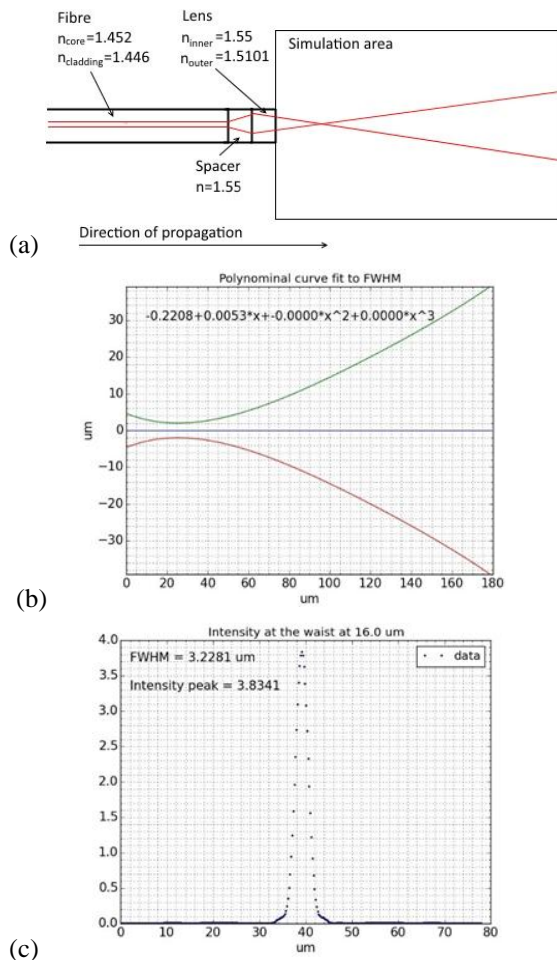 Fibre
n_core=1.452
n_cladding=1.446
Lens
n_inner=1.55
n_outer=1.5101
Simulation area
Spacer
n=1.55
(a)
Direction of propagation
Polynominal curve fit to FWHM
-0.2208+0.0053*x+-0.0000*x^2+0.0000*x^3
um
30
20
10
0
−10
−20
−30
0 20 40 60 80 100 120 140 160 180
um
(b)
Intensity at the waist at 16.0 um
FWHM = 3.2281 um
Intensity peak = 3.8341
data
4.0
3.5
3.0
2.5
2.0
1.5
1.0
0.5
0.0
0 10 20 30 40 50 60 70 80
um
(c)